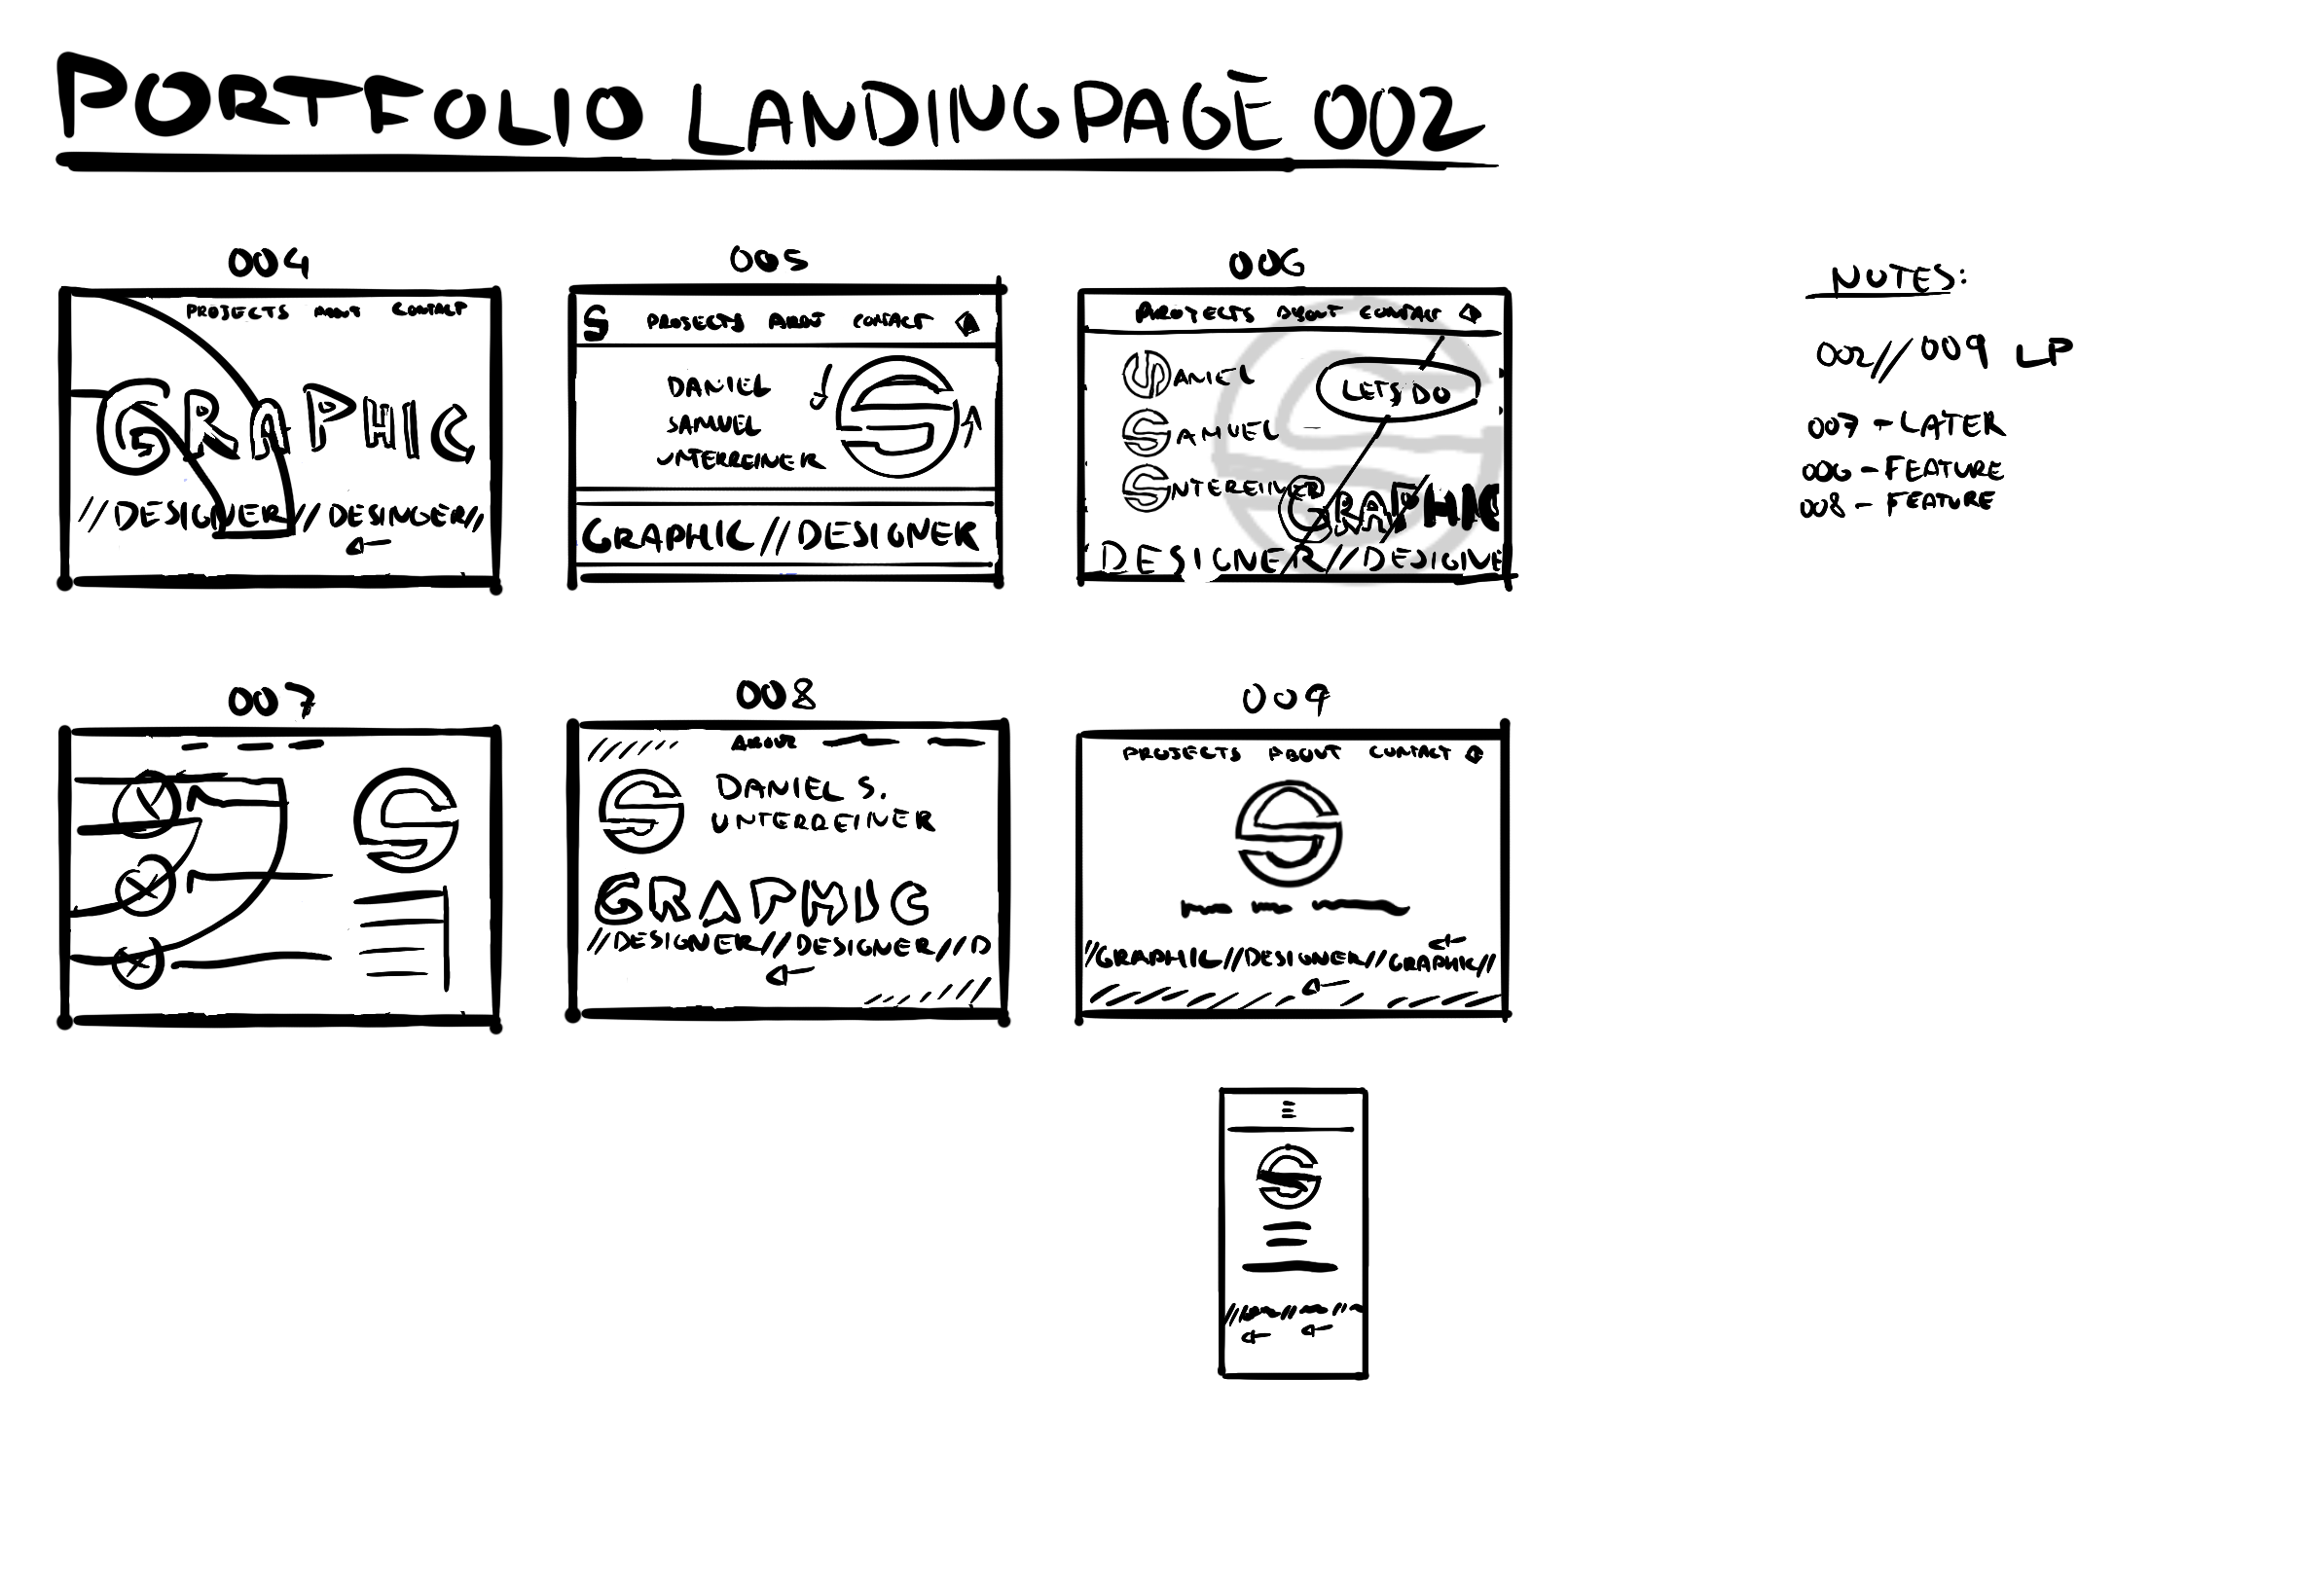 PORTFOLIO LANDINGPAGE 002
004
PROJECTS ABOUT CONTACT
GRAPHIC
//DESIGNER//DESINGER//
005
S PROJECTS ABOUT CONTACT
DANIEL
SAMUEL
UNTERREINER
GRAPHIC//DESIGNER
006
PROYECTS ABOUT CONTACT
DANIEL
LETS DO
SAMUEL
GRAPHIC
DESIGNER//DESIGNE
NOTES:
002//009 LP
007 - LATER
006 - FEATURE
008 - FEATURE
007
008
ABOUT
S DANIEL S.
UNTERREINER
GRAPHIC
//DESIGNER//DESIGNER//D
009
PROJECTS ABOUT CONTACT
S
//GRAPHIC//DESIGNER//GRAPHIC//
S